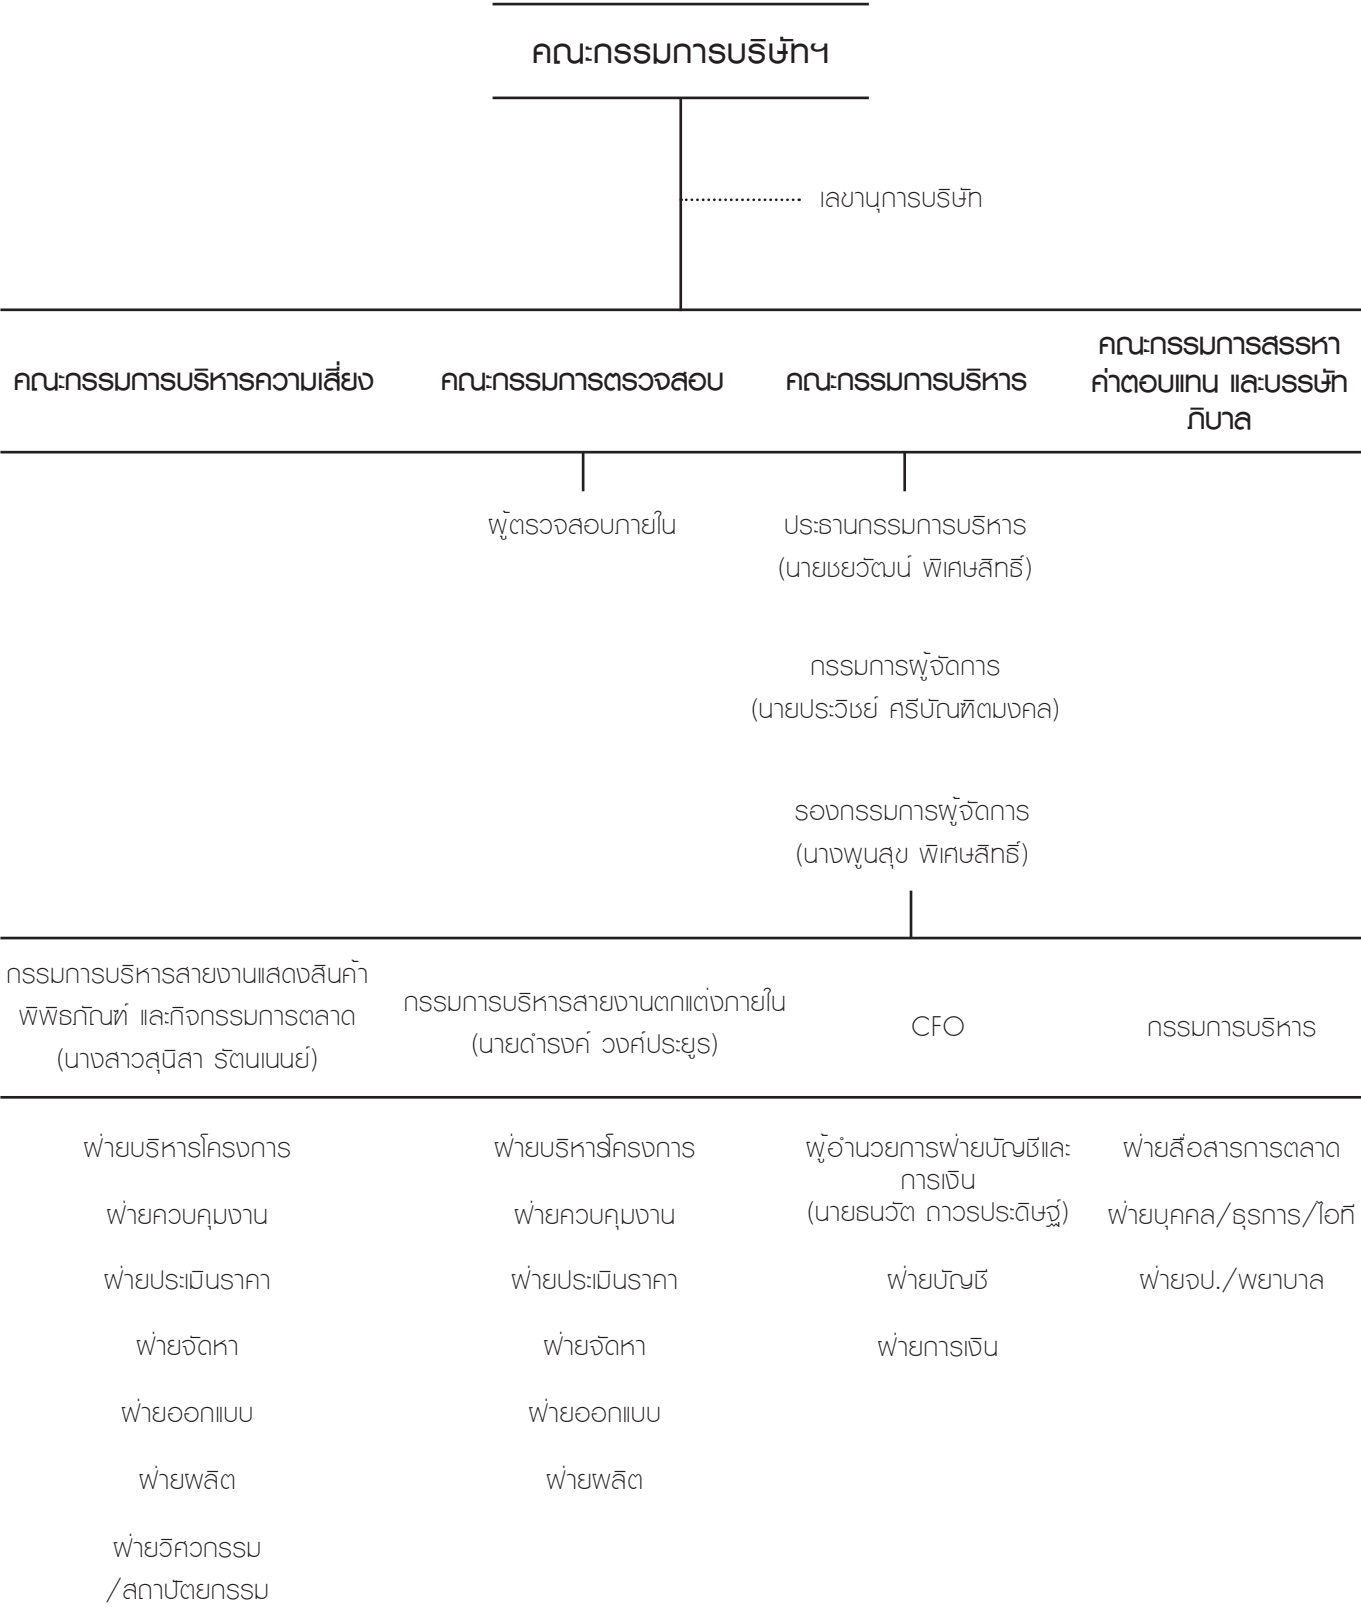 คณะกรรมการบริษัทฯ
เลขานุการบริษัท
คณะกรรมการบริหารความเสี่ยง
คณะกรรมการตรวจสอบ
คณะกรรมการบริหาร
คณะกรรมการสรรหา
ค่าตอบแทน และบรรษัท
ภิบาล
ผู้ตรวจสอบภายใน
ประธานกรรมการบริหาร
(นายชยวัฒน์ พิเศษสิทธิ์)
กรรมการผู้จัดการ
(นายประวิชย์ ศรีบัณฑิตมงคล)
รองกรรมการผู้จัดการ
(นางพูนสุข พิเศษสิทธิ์)
กรรมการบริหารสายงานแสดงสินค้า
พิพิธภัณฑ์ และกิจกรรมการตลาด
(นางสาวสุนิสา รัตนเนนย์)
กรรมการบริหารสายงานตกแต่งภายใน
(นายดำรงค์ วงศ์ประยูร)
CFO
กรรมการบริหาร
ฝ่ายบริหารโครงการ
ฝ่ายควบคุมงาน
ฝ่ายประเมินราคา
ฝ่ายจัดหา
ฝ่ายออกแบบ
ฝ่ายผลิต
ฝ่ายวิศวกรรม
/สถาปัตยกรรม
ฝ่ายบริหารโครงการ
ฝ่ายควบคุมงาน
ฝ่ายประเมินราคา
ฝ่ายจัดหา
ฝ่ายออกแบบ
ฝ่ายผลิต
ผู้อำนวยการฝ่ายบัญชีและ
การเงิน
(นายธนวัต ถาวรประดิษฐ์)
ฝ่ายบัญชี
ฝ่ายการเงิน
ฝ่ายสื่อสารการตลาด
ฝ่ายบุคคล/ธุรการ/ไอที
ฝ่ายจป./พยาบาล